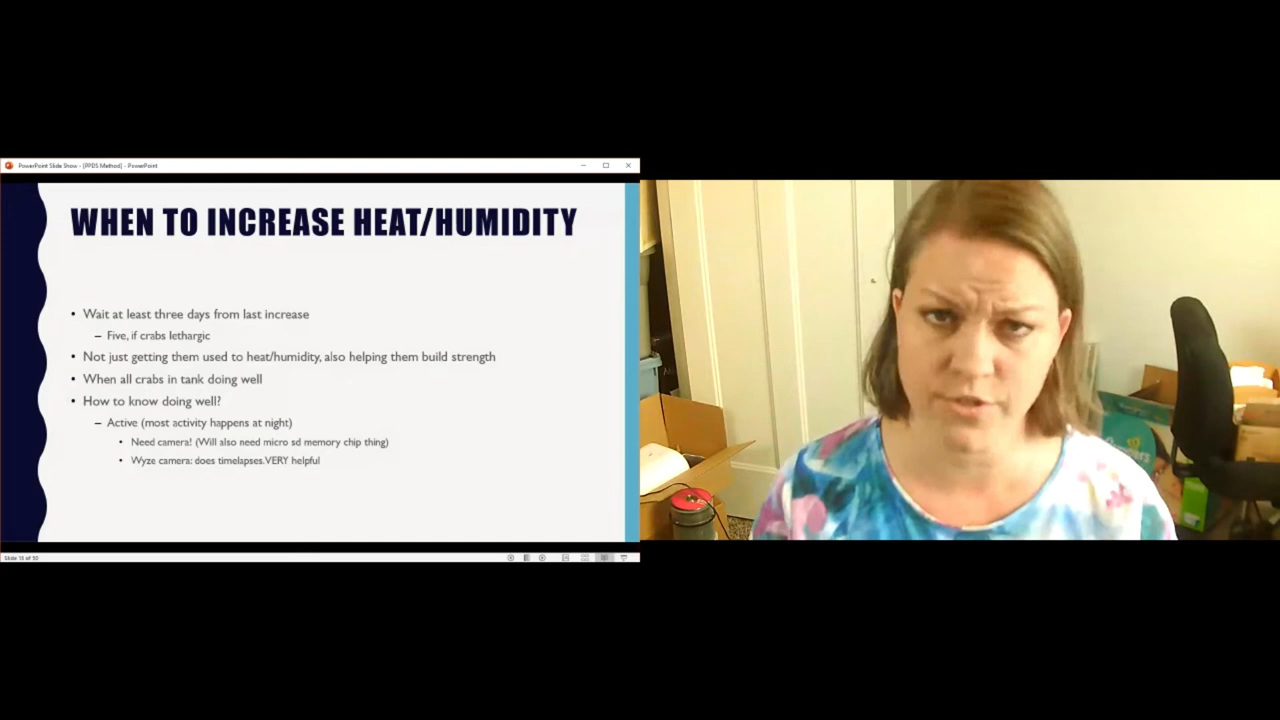 PowerPoint Slide Show - [PPDS Method] - PowerPoint
WHEN TO INCREASE HEAT/HUMIDITY
• Wait at least three days from last increase
– Five, if crabs lethargic
• Not just getting them used to heat/humidity, also helping them build strength
• When all crabs in tank doing well
• How to know doing well?
– Active (most activity happens at night)
• Need camera! (Will also need micro sd memory chip thing)
• Wyze camera: does timelapses. VERY helpful